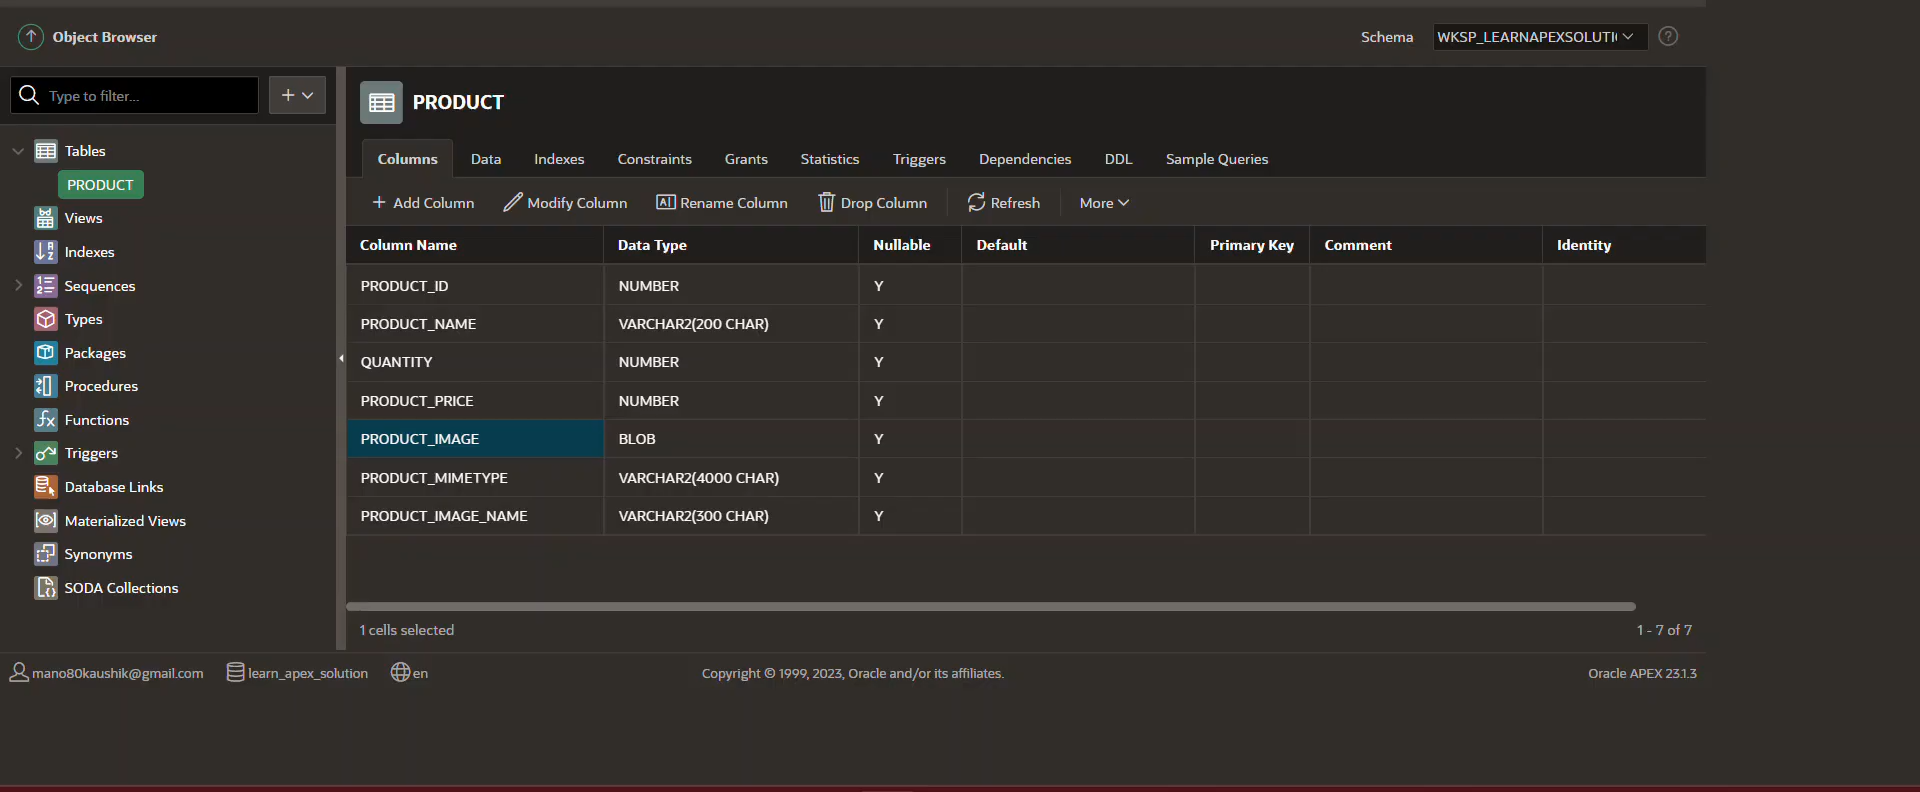 Object Browser
Schema WKSP_LEARNAPEXSOLUTI
Type to filter...
PRODUCT
Tables
PRODUCT
Views
Indexes
Sequences
Types
Packages
Procedures
Functions
Triggers
Database Links
Materialized Views
Synonyms
SODA Collections
Columns Data Indexes Constraints Grants Statistics Triggers Dependencies DDL Sample Queries
Add Column Modify Column Rename Column Drop Column Refresh More
Column Name Data Type Nullable Default Primary Key Comment Identity
PRODUCT_ID NUMBER Y
PRODUCT_NAME VARCHAR2(200 CHAR) Y
QUANTITY NUMBER Y
PRODUCT_PRICE NUMBER Y
PRODUCT_IMAGE BLOB Y
PRODUCT_MIMETYPE VARCHAR2(4000 CHAR) Y
PRODUCT_IMAGE_NAME VARCHAR2(300 CHAR) Y
1 cells selected 1 - 7 of 7
mano80kaushik@gmail.com learn_apex_solution en Copyright © 1999, 2023, Oracle and/or its affiliates. Oracle APEX 23.1.3